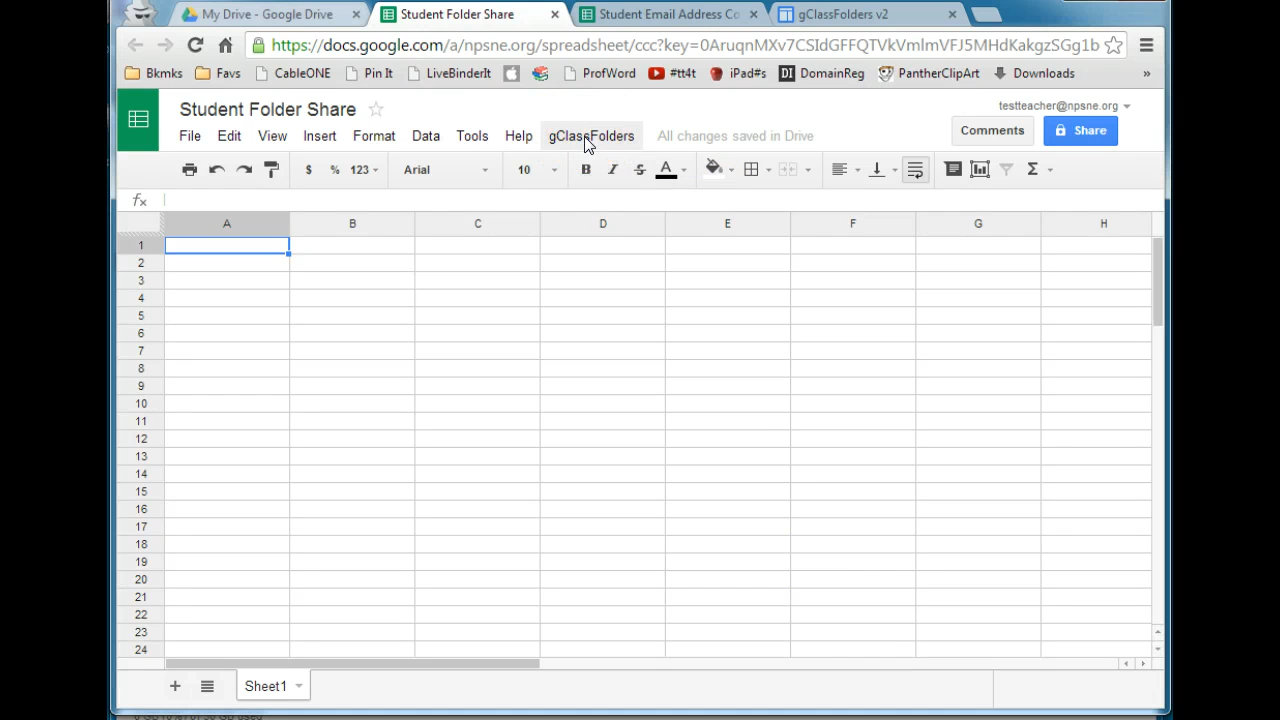 My Drive - Google Drive
Student Folder Share
Student Email Address Co
gClassFolders v2
https://docs.google.com/a/npsne.org/spreadsheet/ccc?key=0AruqnMXv7CSIdGFFQTVkVmlmVFJ5MHdKakgzSGg1b
Bkmks Favs CableONE Pin It LiveBinderIt ProfWord #tt4t iPad#s DI DomainReg PantherClipArt Downloads »
Student Folder Share
testteacher@npsne.org
File Edit View Insert Format Data Tools Help gClassFolders All changes saved in Drive
Comments Share
$ % 123 Arial 10 B I S A Σ
fx
A B C D E F G H
1
2
3
4
5
6
7
8
9
10
11
12
13
14
15
16
17
18
19
20
21
22
23
24
+ Sheet1